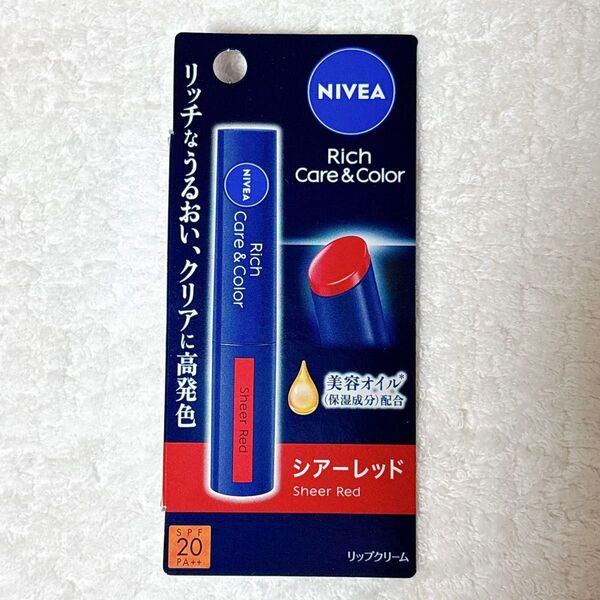 NIVEA
Rich
Care & Color
リッチなうるおい、クリアに高発色
NIVEA
Rich
Care & Color
Sheer Red
美容オイル*
(保湿成分)配合
シアーレッド
Sheer Red
SPF
20
PA++
リップクリーム